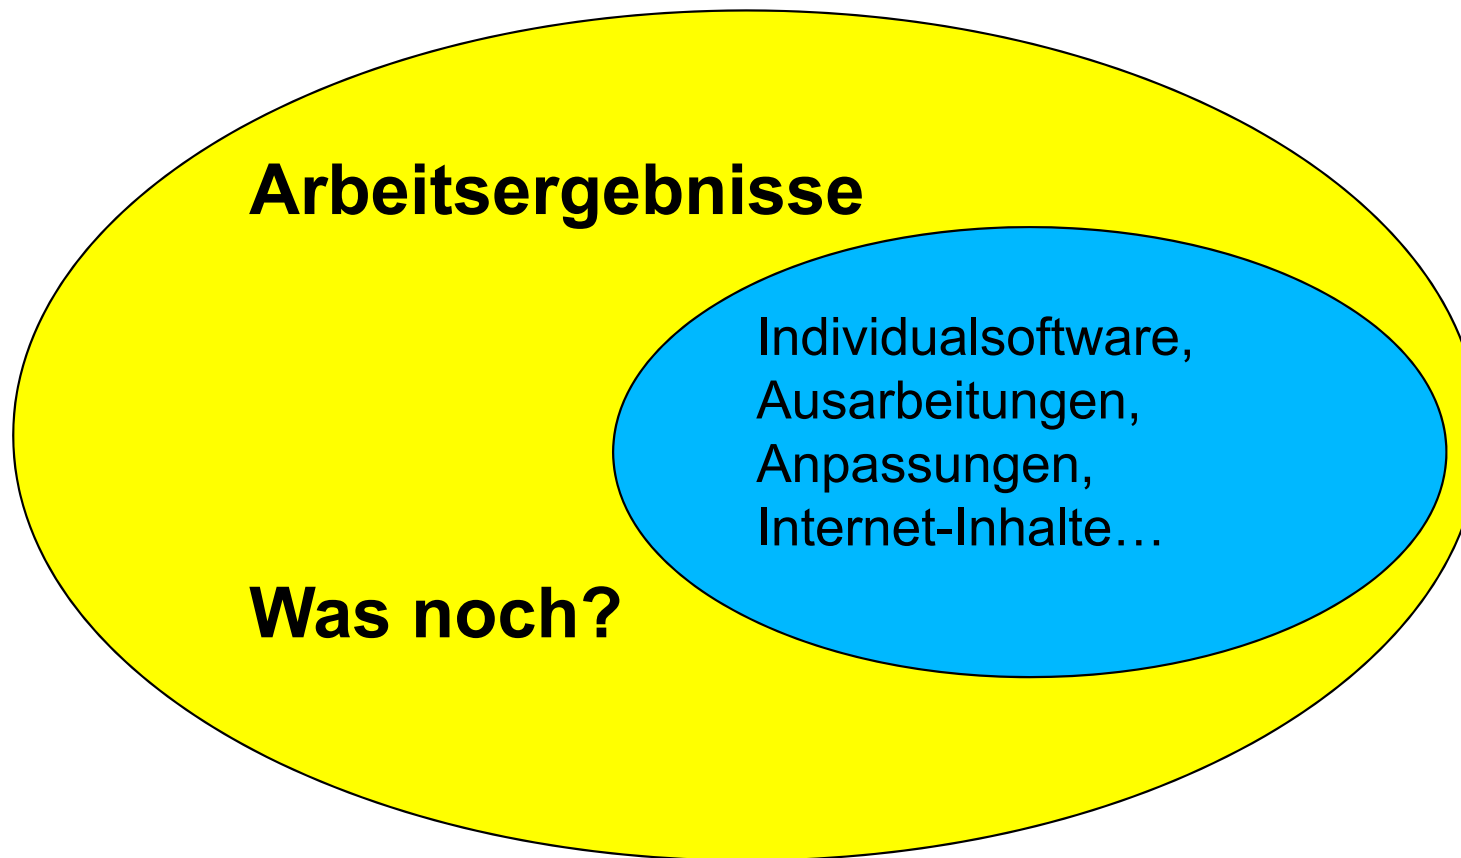 Arbeitsergebnisse
Individualsoftware,
Ausarbeitungen,
Anpassungen,
Internet-Inhalte…
Was noch?